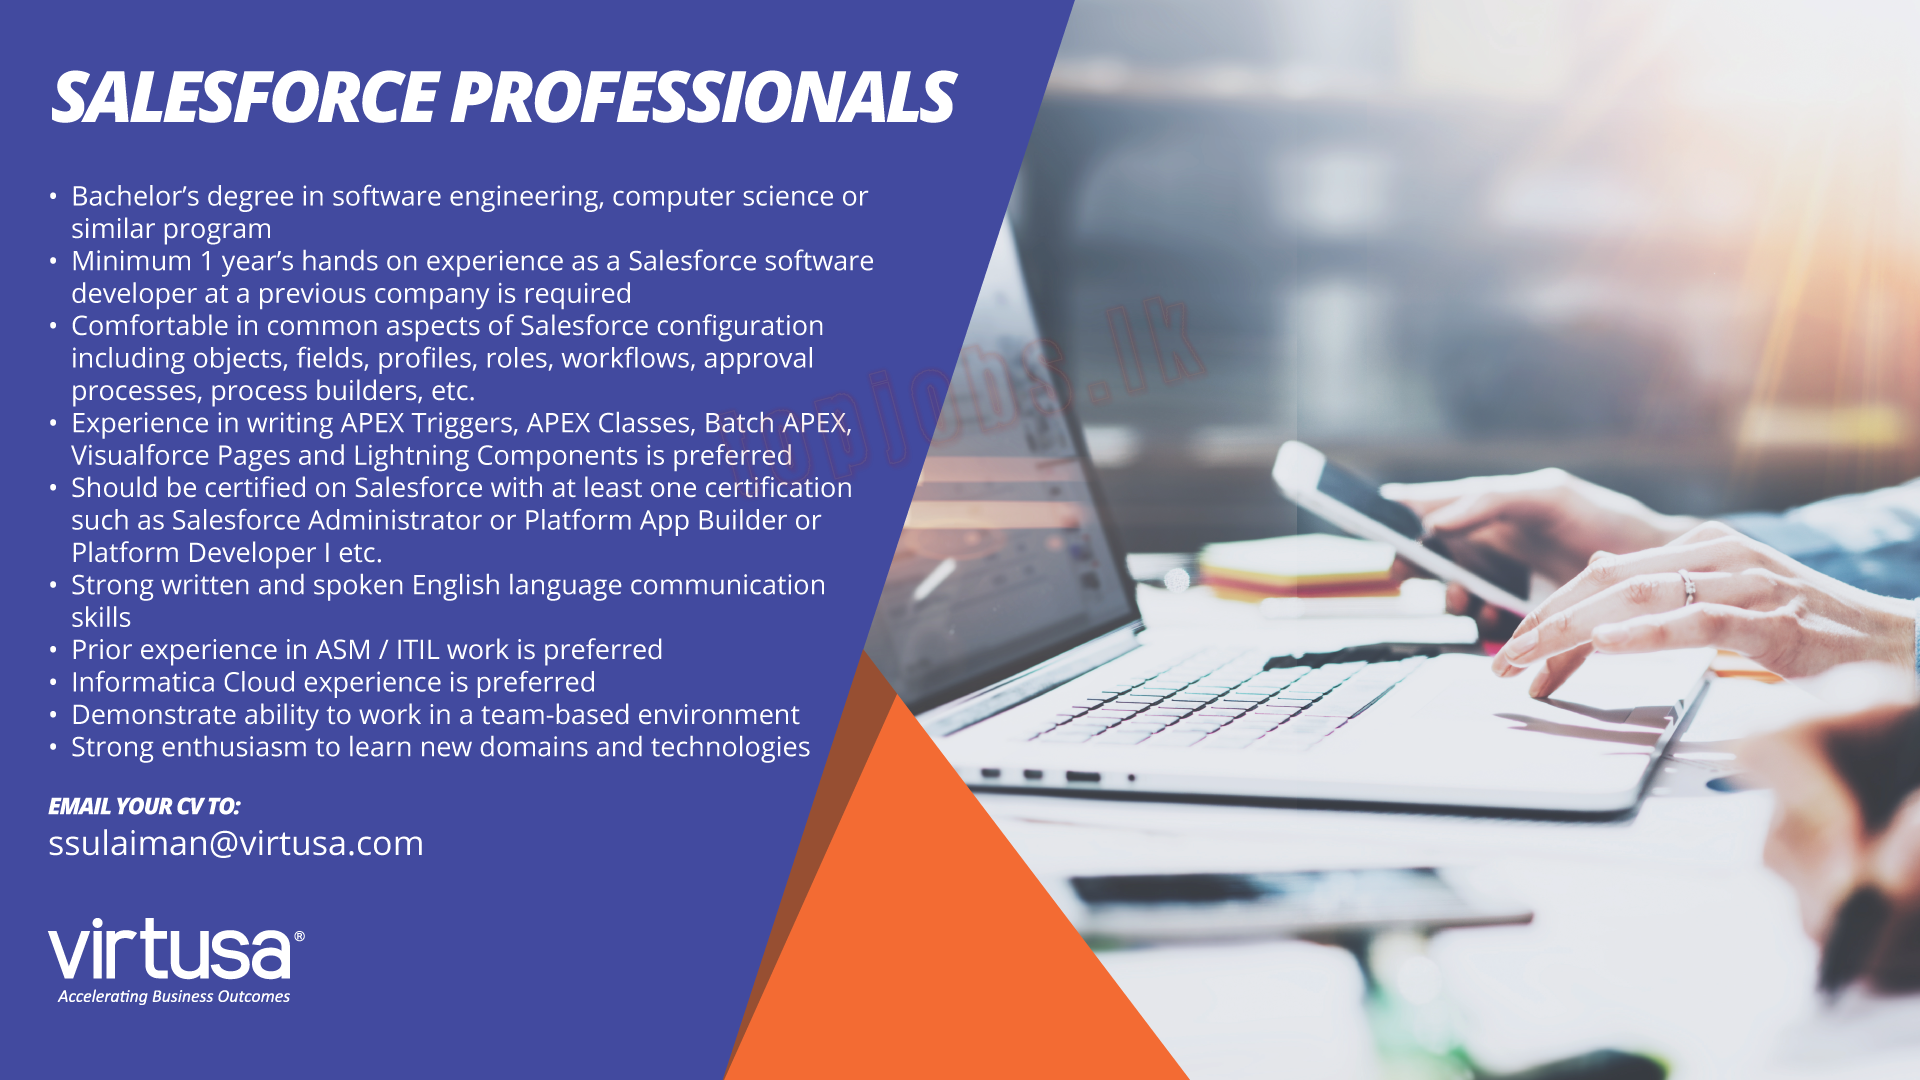 SALESFORCE PROFESSIONALS
• Bachelor’s degree in software engineering, computer science or
similar program
• Minimum 1 year’s hands on experience as a Salesforce software
developer at a previous company is required
• Comfortable in common aspects of Salesforce configuration
including objects, fields, profiles, roles, workflows, approval
processes, process builders, etc.
• Experience in writing APEX Triggers, APEX Classes, Batch APEX,
Visualforce Pages and Lightning Components is preferred
• Should be certified on Salesforce with at least one certification
such as Salesforce Administrator or Platform App Builder or
Platform Developer I etc.
• Strong written and spoken English language communication
skills
• Prior experience in ASM / ITIL work is preferred
• Informatica Cloud experience is preferred
• Demonstrate ability to work in a team-based environment
• Strong enthusiasm to learn new domains and technologies
EMAIL YOUR CV TO:
ssulaiman@virtusa.com
virtusa®
Accelerating Business Outcomes
topjobs.lk